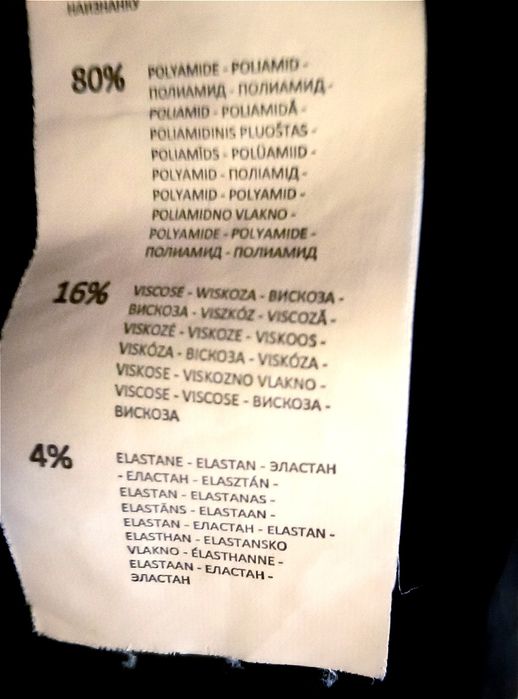 НАИЗНАНКУ
80% POLYAMIDE - POLIAMID -
ПОЛИАМИД - ПОЛИАМИД -
POLIAMID - POLIAMIDĂ -
POLIAMIDINIS PLUOŠTAS -
POLIAMĪDS - POLÜAMIID -
POLYAMID - ПОЛІАМІД -
POLYAMID - POLYAMID -
POLIAMIDNO VLAKNO -
POLYAMIDE - POLYAMIDE -
ПОЛИАМИД - ПОЛИАМИД
16% VISCOSE - WISKOZA - ВИСКОЗА -
ВИСКОЗА - VISZKÓZ - VISCOZĂ -
VISKOZĖ - VISKOZE - VISKOOS -
VISKÓZA - ВІСКОЗА - VISKÓZA -
VISKOSE - VISKOZNO VLAKNO -
VISCOSE - VISCOSE - ВИСКОЗА -
ВИСКОЗА
4% ELASTANE - ELASTAN - ЭЛАСТАН
- ЕЛАСТАН - ELASZTÁN -
ELASTAN - ELASTANAS -
ELASTĀNS - ELASTAAN -
ELASTAN - ЕЛАСТАН - ELASTAN -
ELASTHAN - ELASTANSKO
VLAKNO - ÉLASTHANNE -
ELASTAAN - ЕЛАСТАН -
ЭЛАСТАН